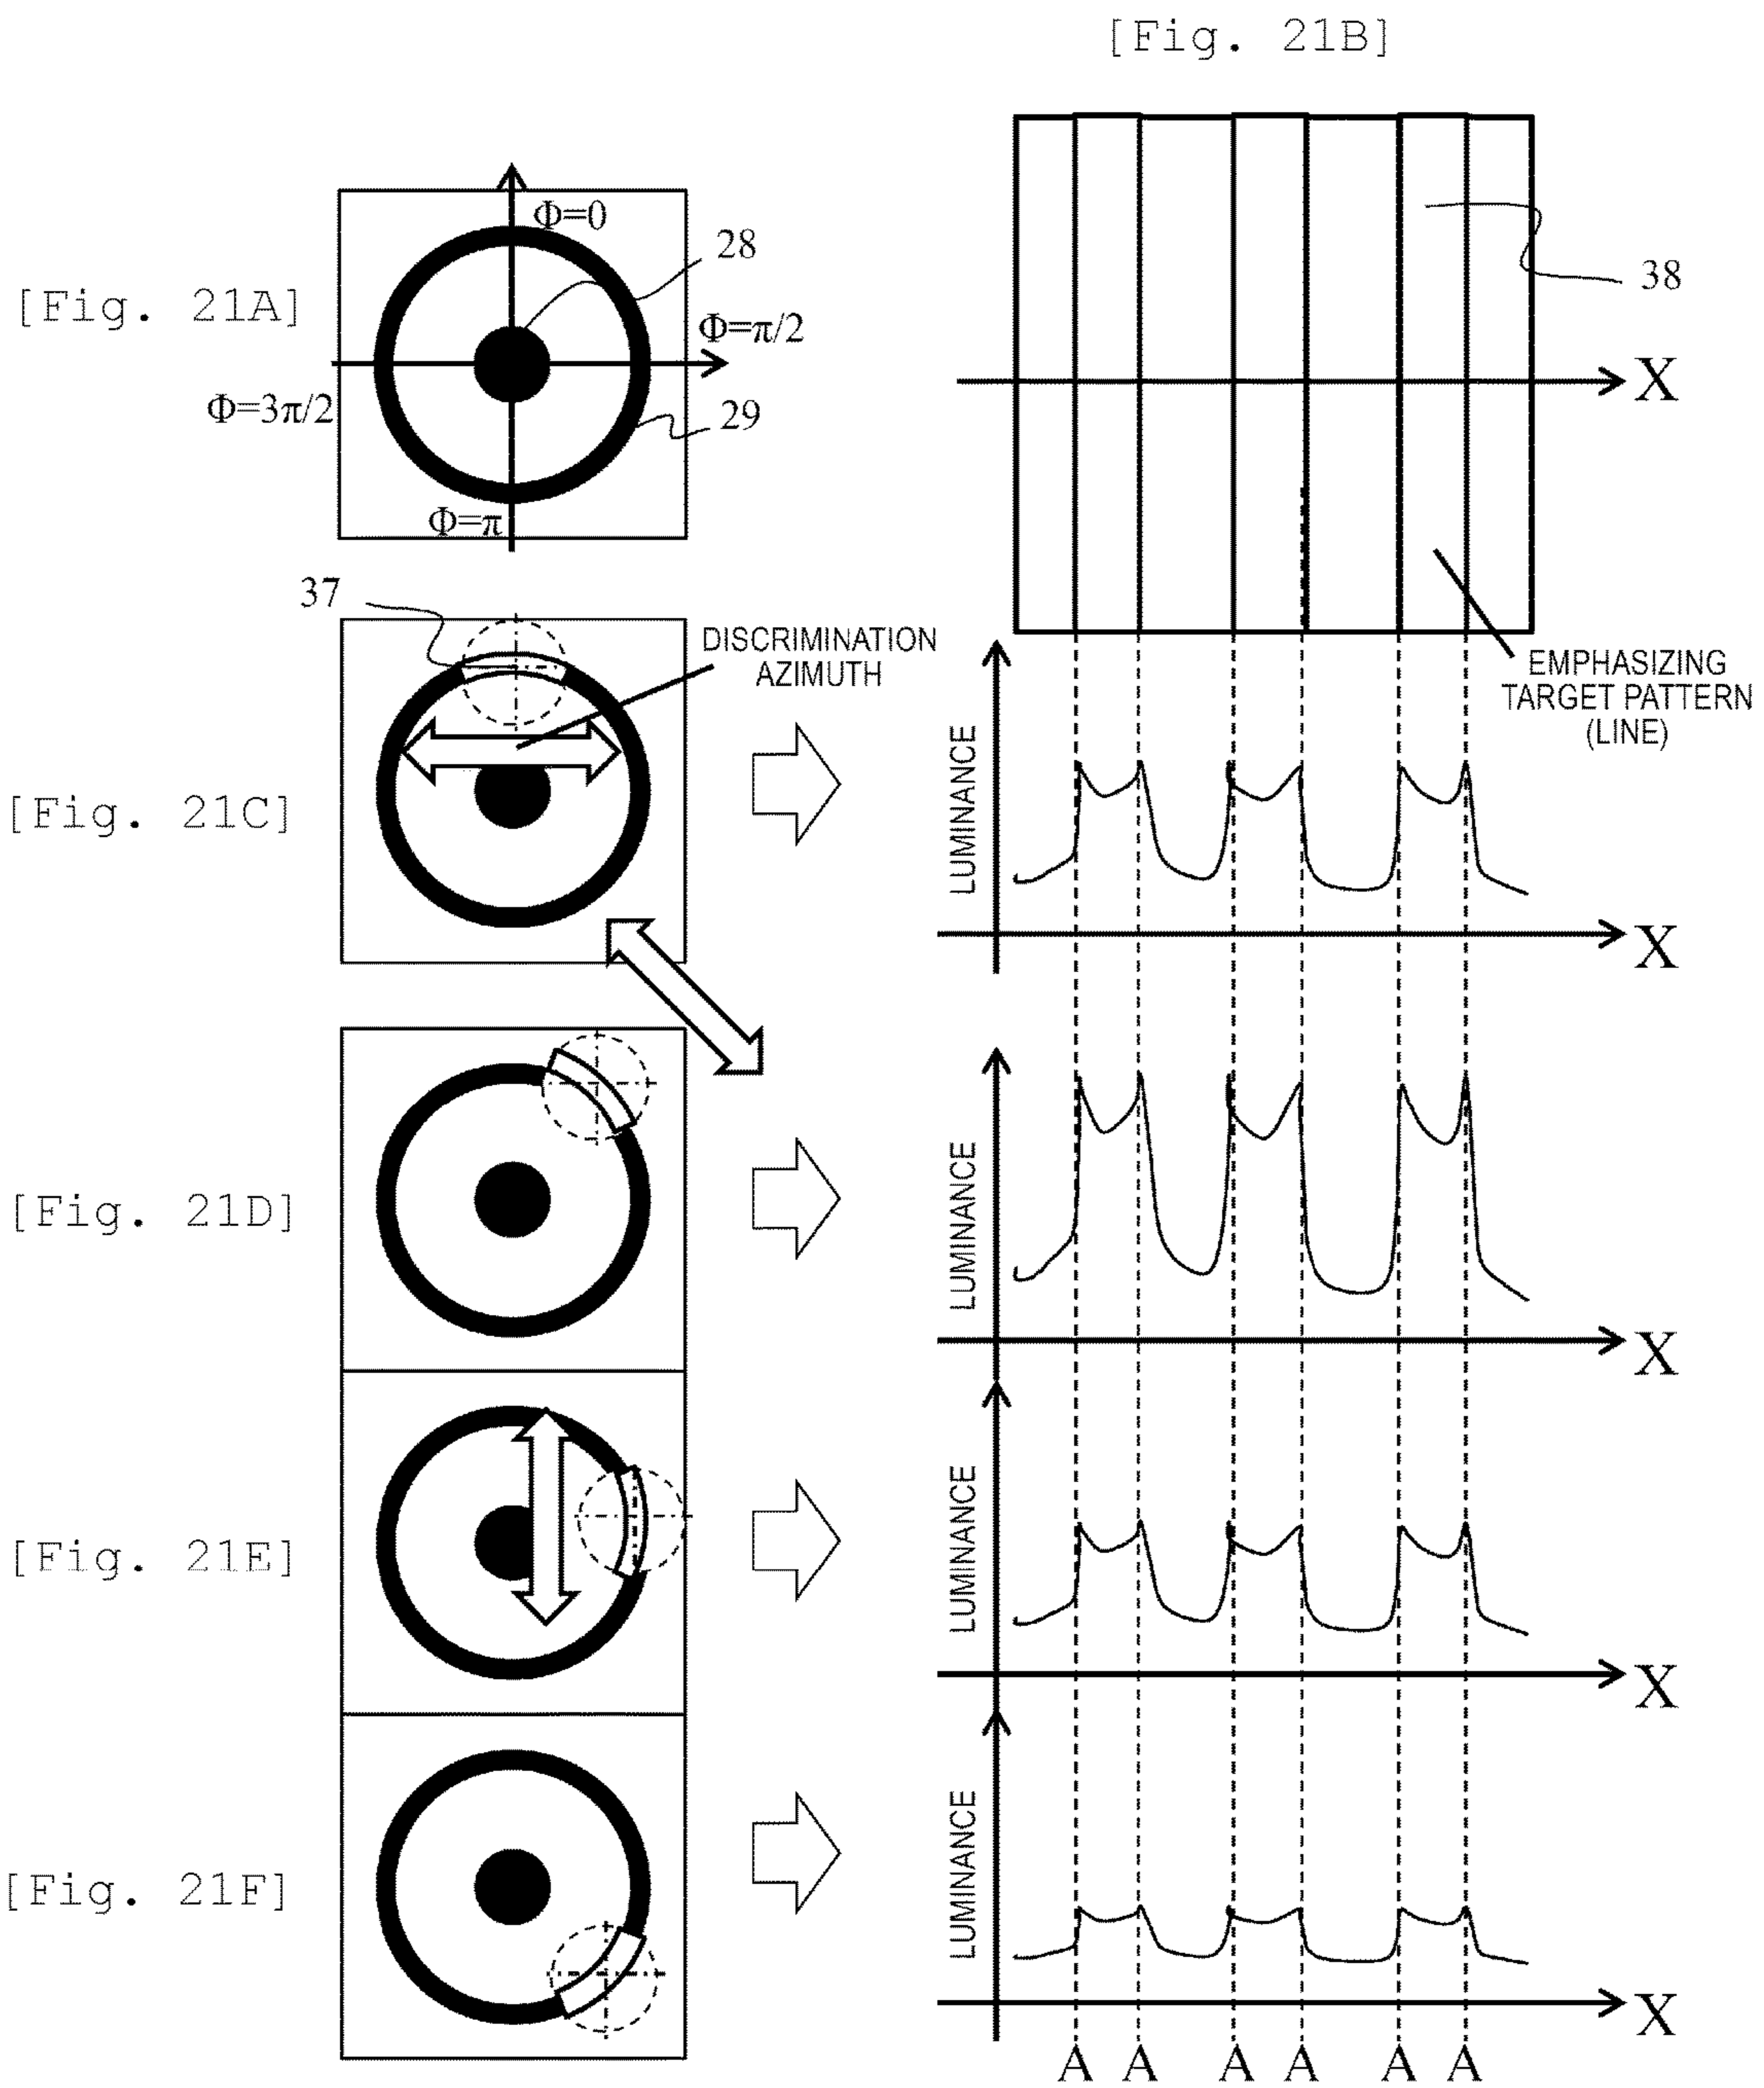 [Fig. 21B]
Φ=0
28
[Fig. 21A]
38
Φ=π/2
X
Φ=3π/2
29
Φ=π
37
DISCRIMINATION
AZIMUTH
EMPHASIZING
TARGET PATTERN
(LINE)
[Fig. 21C]
LUMINANCE
X
[Fig. 21D]
LUMINANCE
X
[Fig. 21E]
LUMINANCE
X
[Fig. 21F]
LUMINANCE
X
A A A A A A